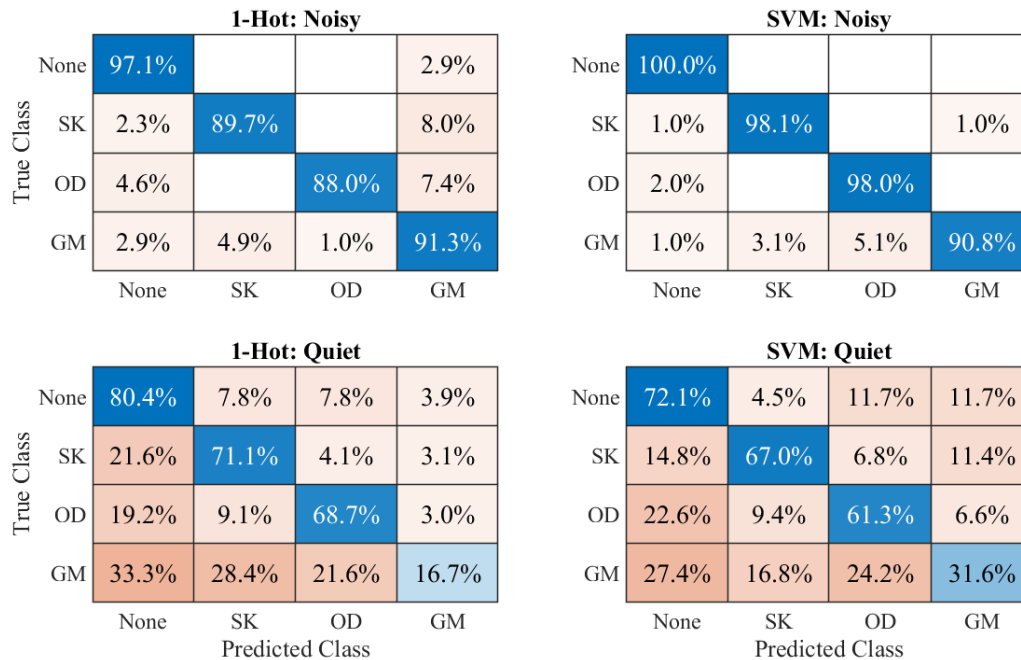 1-Hot: Noisy
None 97.1% 2.9%
SK 2.3% 89.7% 8.0%
OD 4.6% 88.0% 7.4%
GM 2.9% 4.9% 1.0% 91.3%
None SK OD GM
True Class
SVM: Noisy
100.0%
1.0% 98.1% 1.0%
2.0% 98.0%
1.0% 3.1% 5.1% 90.8%
None SK OD GM
1-Hot: Quiet
None 80.4% 7.8% 7.8% 3.9%
SK 21.6% 71.1% 4.1% 3.1%
OD 19.2% 9.1% 68.7% 3.0%
GM 33.3% 28.4% 21.6% 16.7%
None SK OD GM
True Class
Predicted Class
SVM: Quiet
None 72.1% 4.5% 11.7% 11.7%
SK 14.8% 67.0% 6.8% 11.4%
OD 22.6% 9.4% 61.3% 6.6%
GM 27.4% 16.8% 24.2% 31.6%
None SK OD GM
Predicted Class